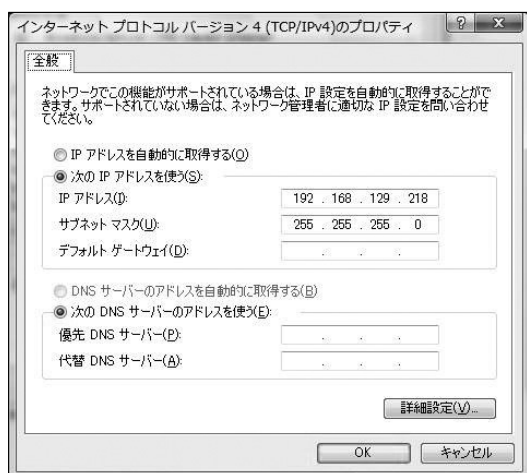 インターネット プロトコル バージョン 4 (TCP/IPv4)のプロパティ
全般
ネットワークでこの機能がサポートされている場合は、IP 設定を自動的に取得することがで
きます。サポートされていない場合は、ネットワーク管理者に適切な IP 設定を問い合わせ
てください。
IP アドレスを自動的に取得する(O)
次の IP アドレスを使う(S):
IP アドレス(I): 192 . 168 . 129 . 218
サブネット マスク(U): 255 . 255 . 255 . 0
デフォルト ゲートウェイ(D): . . .
DNS サーバーのアドレスを自動的に取得する(B)
次の DNS サーバーのアドレスを使う(E):
優先 DNS サーバー(P): . . .
代替 DNS サーバー(A): . . .
詳細設定(V)...
OK キャンセル